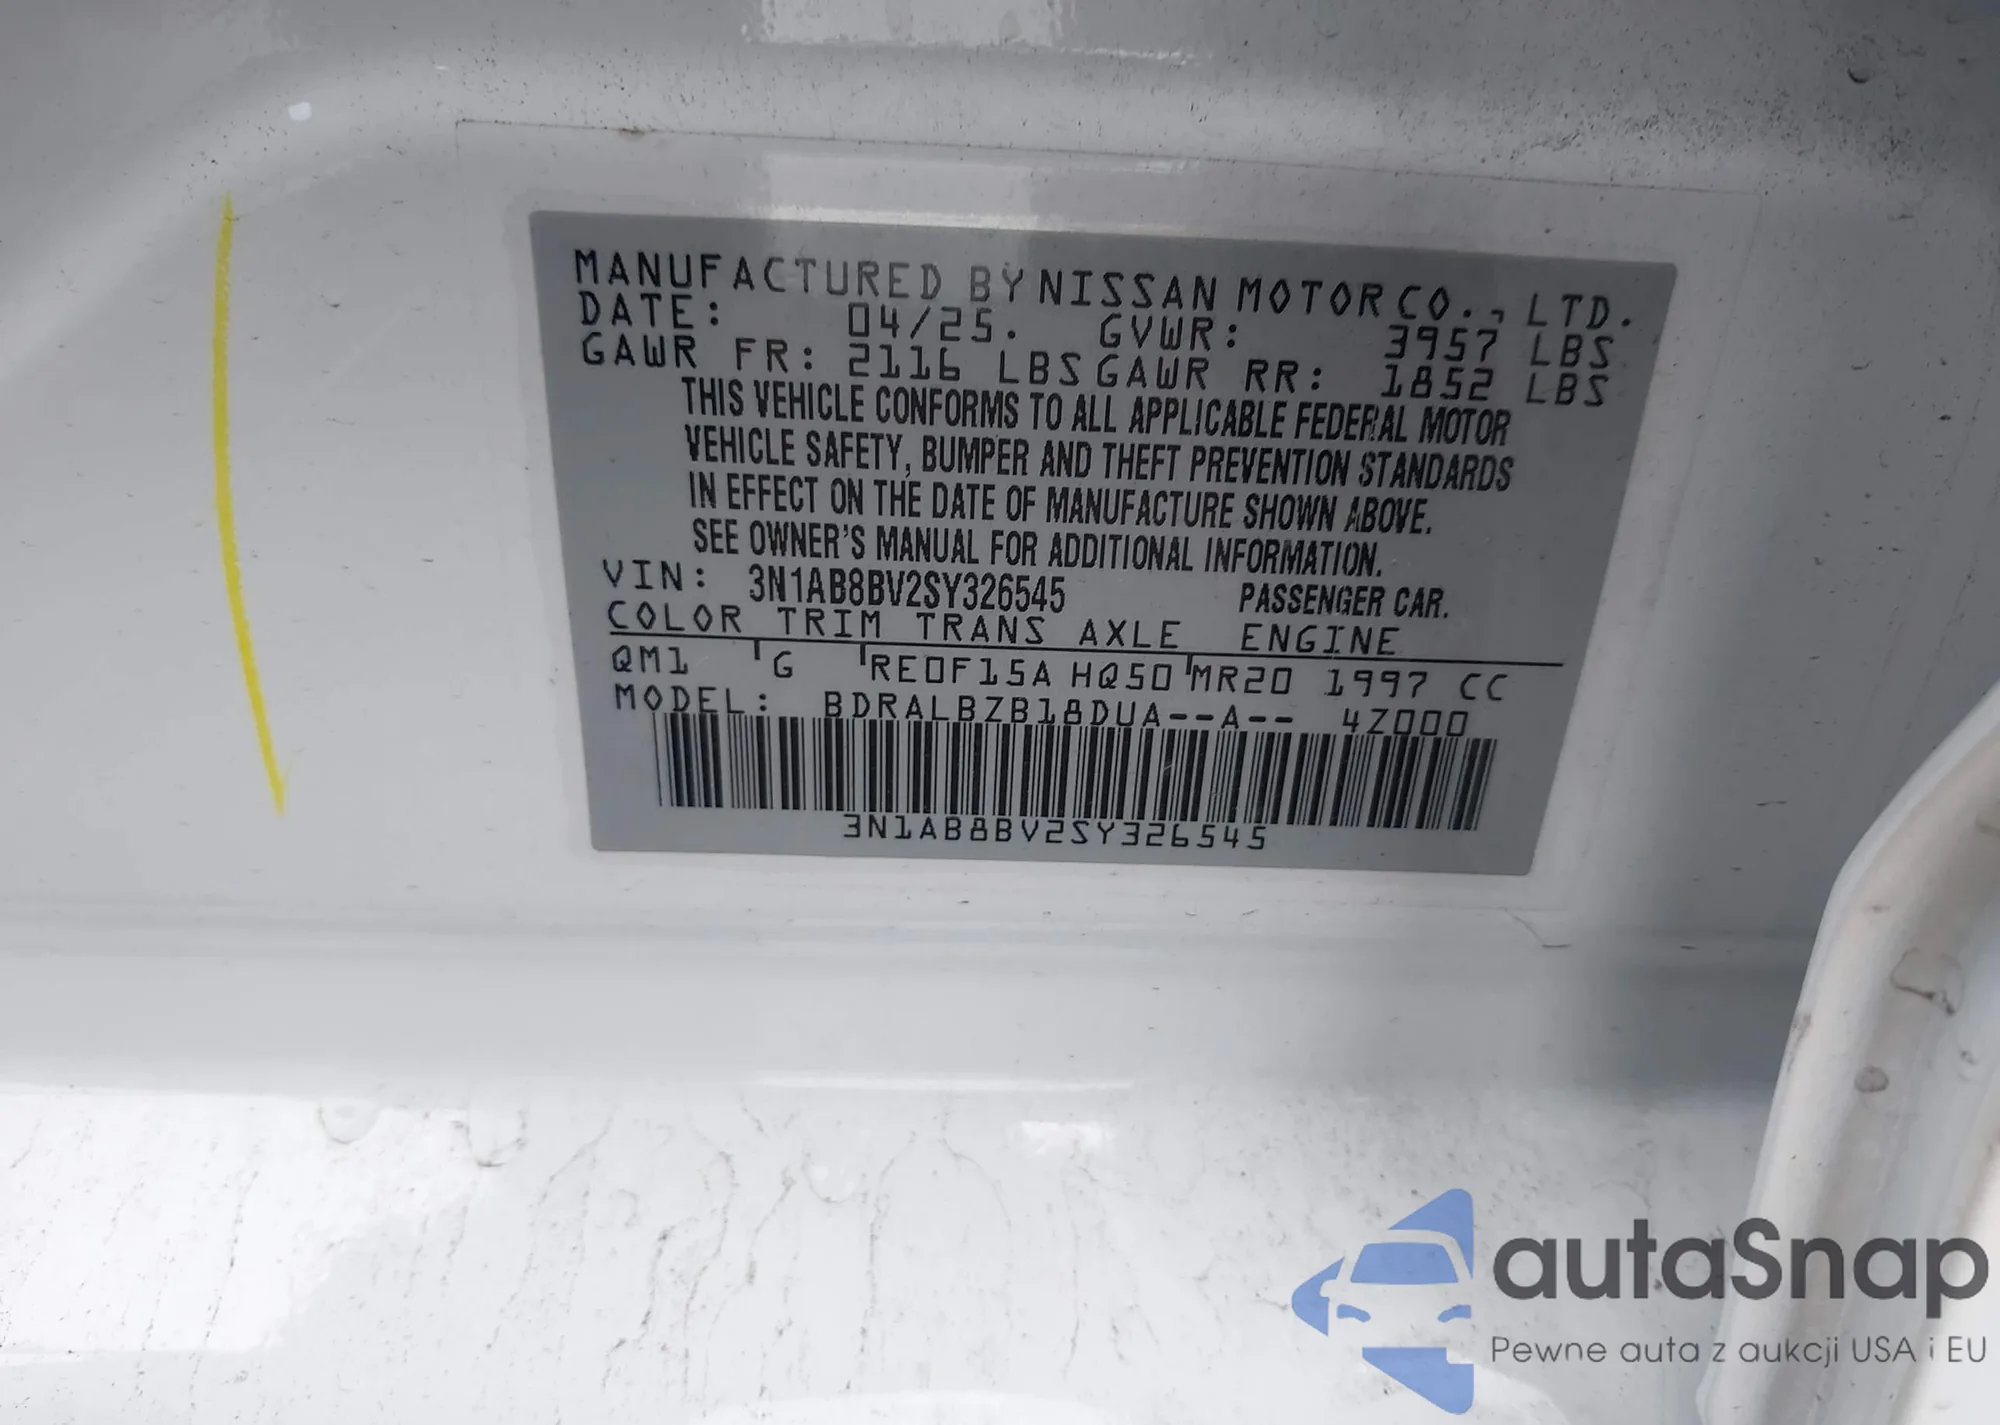 MANUFACTURED BY NISSAN MOTOR CO., LTD.
DATE: 04/25. GVWR: 3957 LBS
GAWR FR: 2116 LBS GAWR RR: 1852 LBS
THIS VEHICLE CONFORMS TO ALL APPLICABLE FEDERAL MOTOR
VEHICLE SAFETY, BUMPER AND THEFT PREVENTION STANDARDS
IN EFFECT ON THE DATE OF MANUFACTURE SHOWN ABOVE.
SEE OWNER'S MANUAL FOR ADDITIONAL INFORMATION.
VIN: 3N1AB8BV2SY326545 PASSENGER CAR.
COLOR TRIM TRANS AXLE ENGINE
QM1 G RE0F15A HQ50 MR20 1997 CC
MODEL: BDRALBZB18DUA--A-- 4Z000
3N1AB8BV2SY326545
autaSnap
Pewne auta z aukcji USA i EU